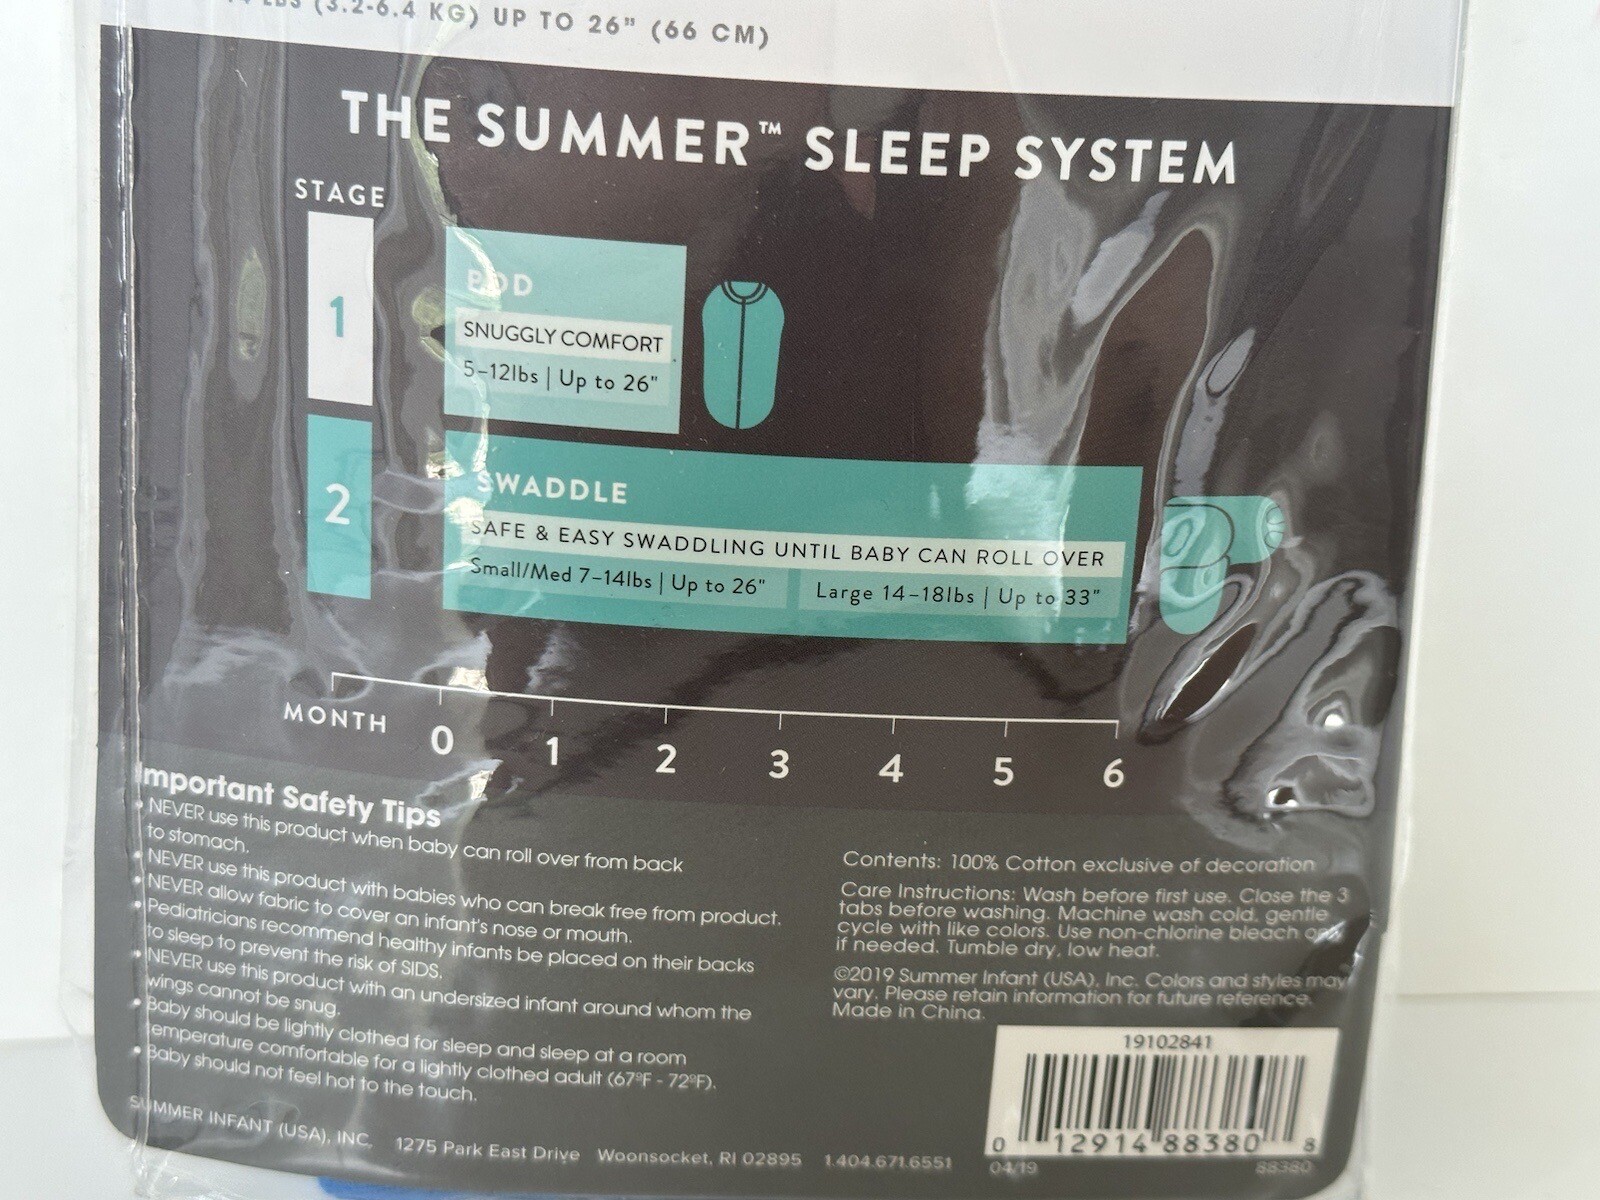 LBS (3.2-6.4 KG) UP TO 26" (66 CM)
THE SUMMER™ SLEEP SYSTEM
STAGE
1
POD
SNUGGLY COMFORT
5–12lbs | Up to 26"
2
SWADDLE
SAFE & EASY SWADDLING UNTIL BABY CAN ROLL OVER
Small/Med 7–14lbs | Up to 26"
Large 14–18lbs | Up to 33"
MONTH
0 1 2 3 4 5 6
Important Safety Tips
• NEVER use this product when baby can roll over from back
to stomach.
• NEVER use this product with babies who can break free from product.
• NEVER allow fabric to cover an infant's nose or mouth.
• Pediatricians recommend healthy infants be placed on their backs
to sleep to prevent the risk of SIDS.
• NEVER use this product with an undersized infant around whom the
wings cannot be snug.
• Baby should be lightly clothed for sleep and sleep at a room
temperature comfortable for a lightly clothed adult (67ºF - 72ºF).
• Baby should not feel hot to the touch.
Contents: 100% Cotton exclusive of decoration
Care Instructions: Wash before first use. Close the 3
tabs before washing. Machine wash cold, gentle
cycle with like colors. Use non-chlorine bleach only
if needed. Tumble dry, low heat.
©2019 Summer Infant (USA), Inc. Colors and styles may
vary. Please retain information for future reference.
Made in China.
19102841
0 12914 88380 8
04/19 88380
SUMMER INFANT (USA), INC. 1275 Park East Drive Woonsocket, RI 02895 1.404.671.6551